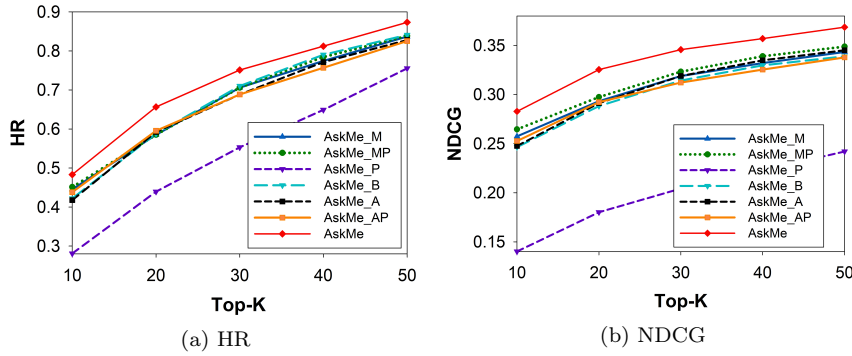 0.9
0.8
0.7
0.6
0.5
0.4
0.3
HR
10 20 30 40 50
Top-K
AskMe_M
AskMe_MP
AskMe_P
AskMe_B
AskMe_A
AskMe_AP
AskMe
(a) HR
0.35
0.30
0.25
0.20
0.15
NDCG
10 20 30 40 50
Top-K
AskMe_M
AskMe_MP
AskMe_P
AskMe_B
AskMe_A
AskMe_AP
AskMe
(b) NDCG